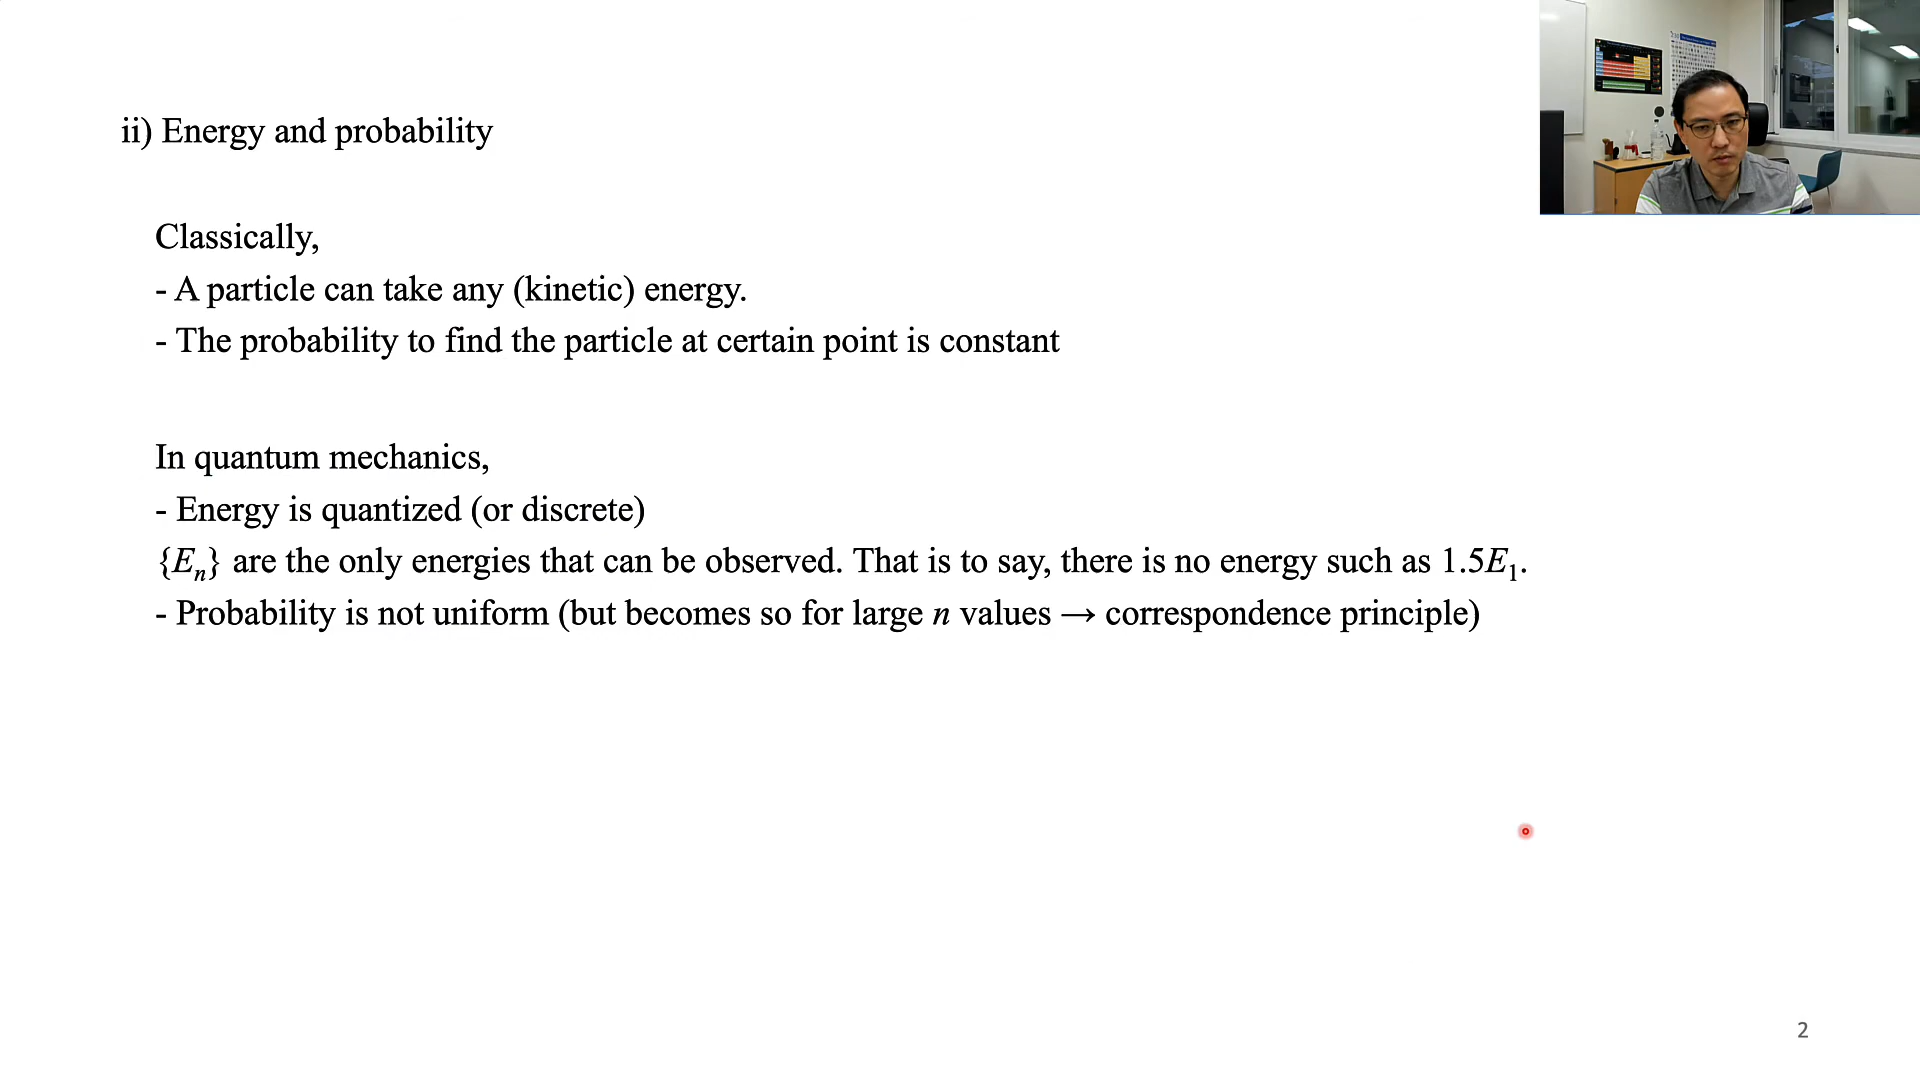 ii) Energy and probability
Classically,
- A particle can take any (kinetic) energy.
- The probability to find the particle at certain point is constant
In quantum mechanics,
- Energy is quantized (or discrete)
{Eₙ} are the only energies that can be observed. That is to say, there is no energy such as 1.5E₁.
- Probability is not uniform (but becomes so for large n values → correspondence principle)
2